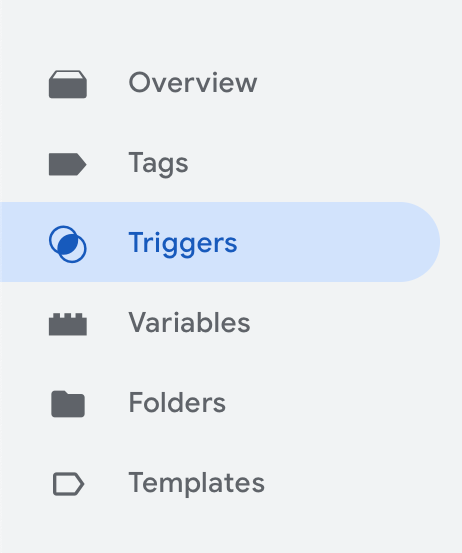 Overview
Tags
Triggers
Variables
Folders
Templates